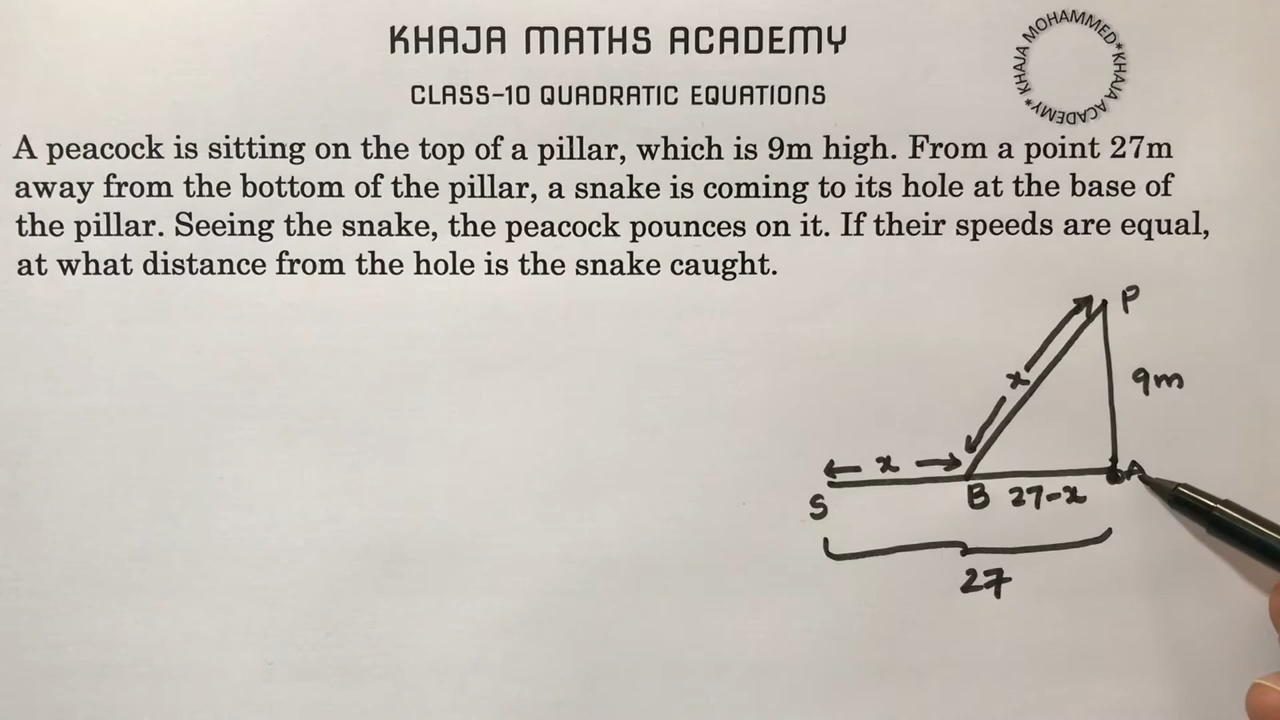 KHAJA MATHS ACADEMY
CLASS-10 QUADRATIC EQUATIONS
KHAJA MOHAMMED*KHAJA ACADEMY*
A peacock is sitting on the top of a pillar, which is 9m high. From a point 27m
away from the bottom of the pillar, a snake is coming to its hole at the base of
the pillar. Seeing the snake, the peacock pounces on it. If their speeds are equal,
at what distance from the hole is the snake caught.
P
x
9m
x
A
S
B 27-x
27